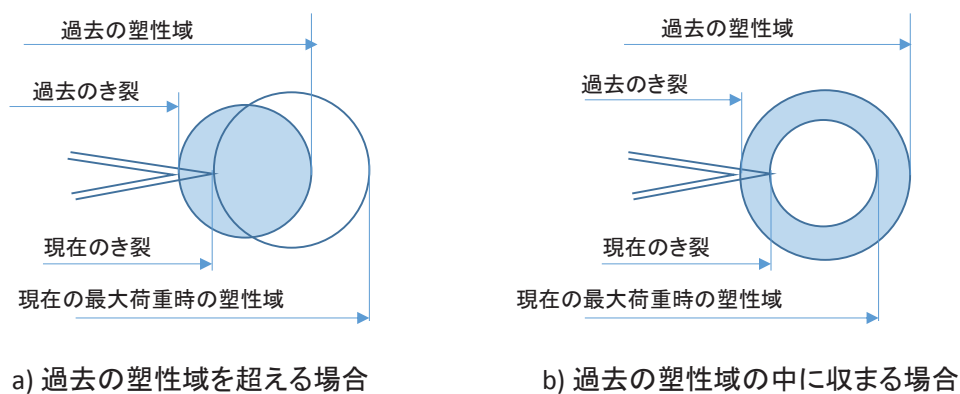 過去の塑性域
過去のき裂
現在のき裂
現在の最大荷重時の塑性域
a) 過去の塑性域を超える場合
過去の塑性域
過去のき裂
現在のき裂
現在の最大荷重時の塑性域
b) 過去の塑性域の中に収まる場合